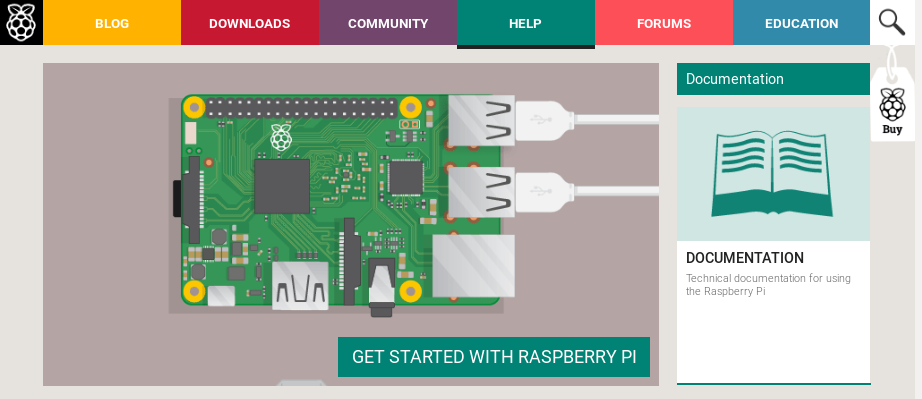 BLOG
DOWNLOADS
COMMUNITY
HELP
FORUMS
EDUCATION
Documentation
Buy
DOCUMENTATION
Technical documentation for using
the Raspberry Pi
GET STARTED WITH RASPBERRY PI